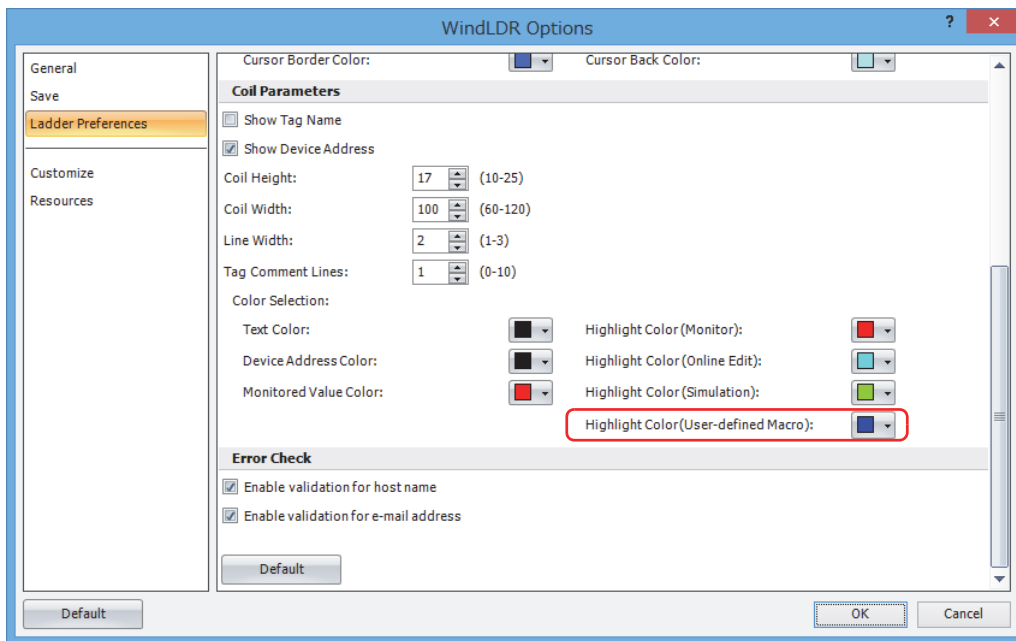 WindLDR Options
General
Save
Ladder Preferences
Customize
Resources
Cursor Border Color: Cursor Back Color:
Coil Parameters
Show Tag Name
Show Device Address
Coil Height: 17 (10-25)
Coil Width: 100 (60-120)
Line Width: 2 (1-3)
Tag Comment Lines: 1 (0-10)
Color Selection:
Text Color: Highlight Color(Monitor):
Device Address Color: Highlight Color(Online Edit):
Monitored Value Color: Highlight Color(Simulation):
Highlight Color(User-defined Macro):
Error Check
Enable validation for host name
Enable validation for e-mail address
Default
Default OK Cancel